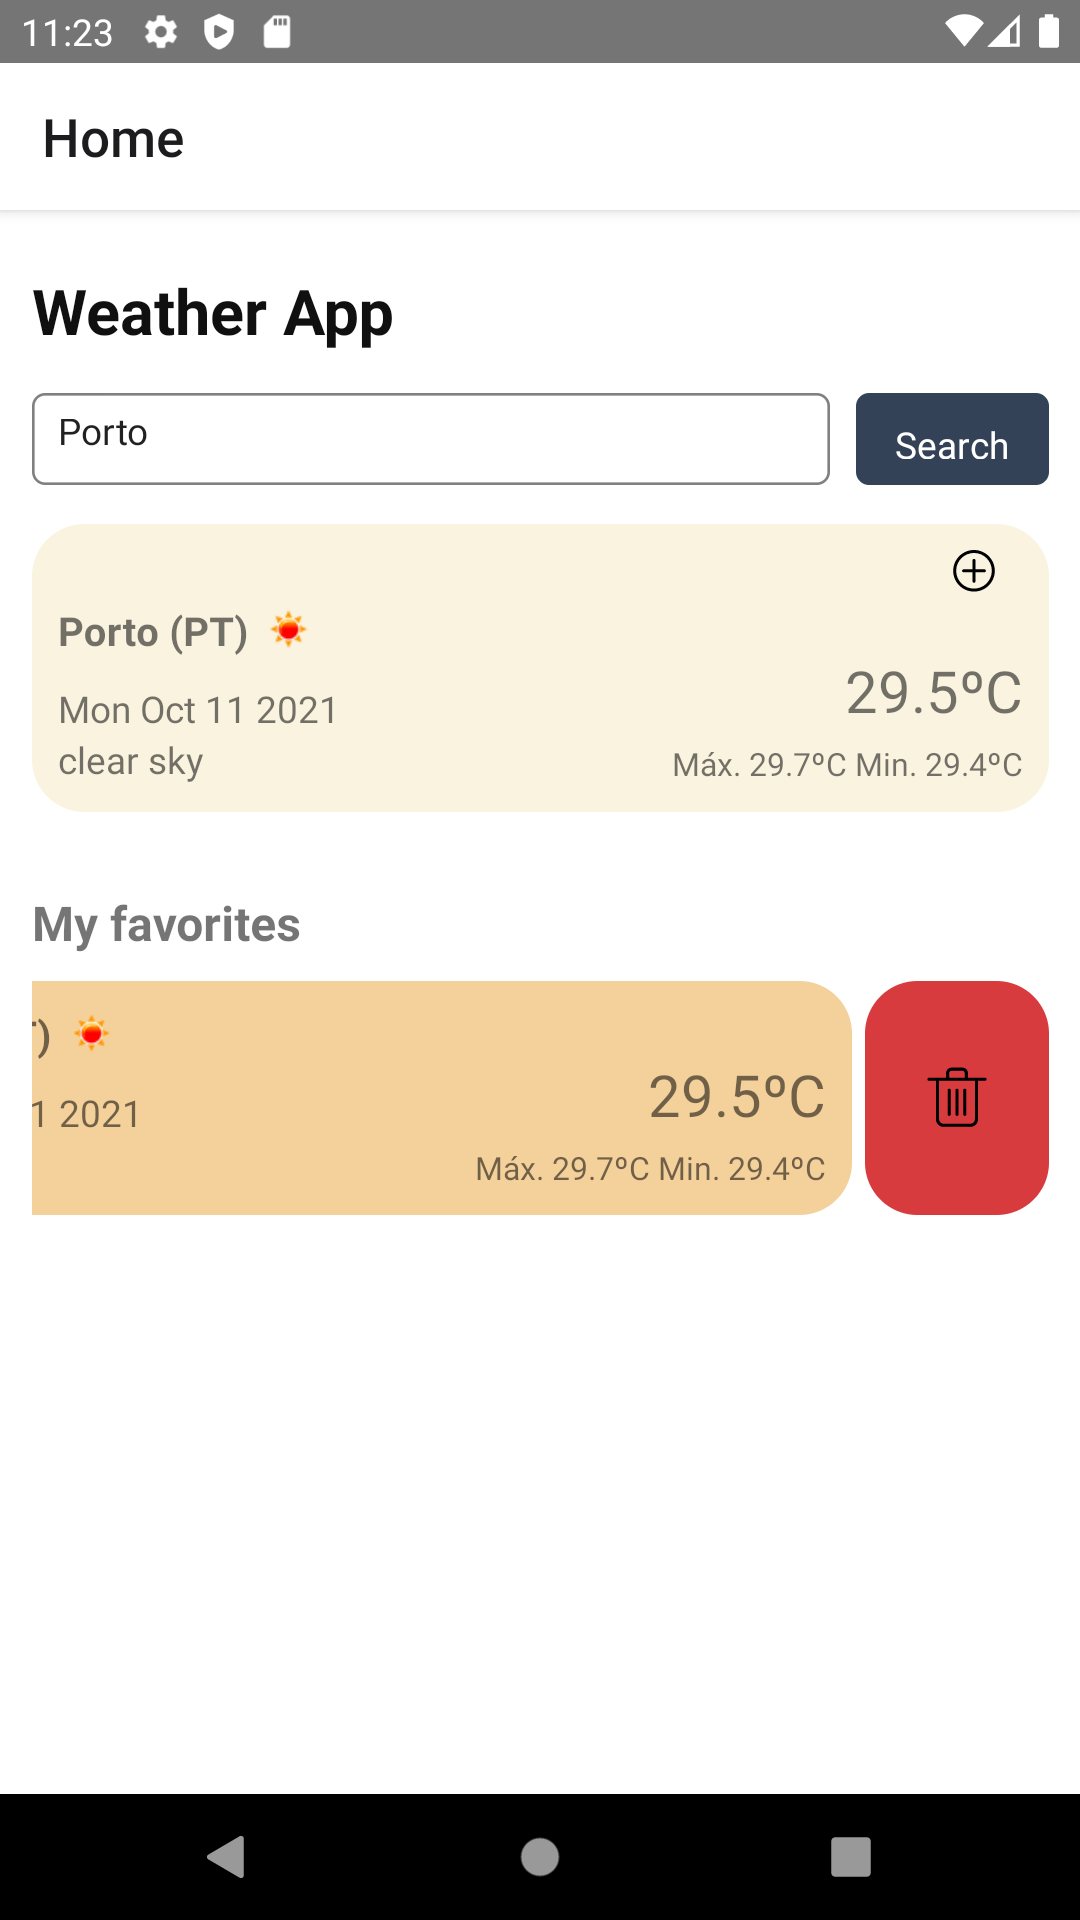 11:23
Home
Weather App
Porto
Search
Porto (PT)
29.5ºC
Mon Oct 11 2021
clear sky
Máx. 29.7ºC Min. 29.4ºC
My favorites
)
29.5ºC
1 2021
Máx. 29.7ºC Min. 29.4ºC